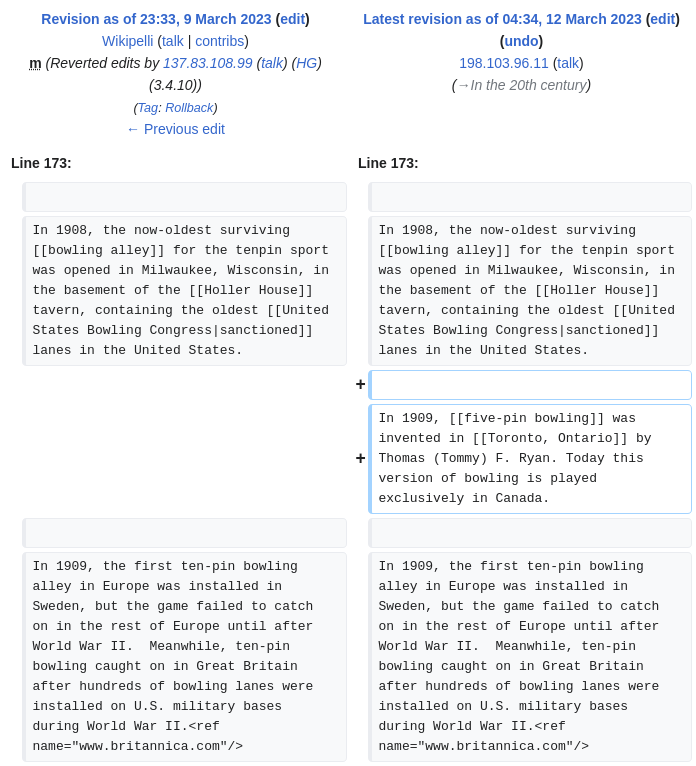 Revision as of 23:33, 9 March 2023 (edit)
Wikipelli (talk | contribs)
m (Reverted edits by 137.83.108.99 (talk) (HG)
(3.4.10))
(Tag: Rollback)
← Previous edit
Latest revision as of 04:34, 12 March 2023 (edit)
(undo)
198.103.96.11 (talk)
(→In the 20th century)
Line 173:
Line 173:
In 1908, the now-oldest surviving
[[bowling alley]] for the tenpin sport
was opened in Milwaukee, Wisconsin, in
the basement of the [[Holler House]]
tavern, containing the oldest [[United
States Bowling Congress|sanctioned]]
lanes in the United States.
In 1908, the now-oldest surviving
[[bowling alley]] for the tenpin sport
was opened in Milwaukee, Wisconsin, in
the basement of the [[Holler House]]
tavern, containing the oldest [[United
States Bowling Congress|sanctioned]]
lanes in the United States.
+
+
In 1909, [[five-pin bowling]] was
invented in [[Toronto, Ontario]] by
Thomas (Tommy) F. Ryan. Today this
version of bowling is played
exclusively in Canada.
In 1909, the first ten-pin bowling
alley in Europe was installed in
Sweden, but the game failed to catch
on in the rest of Europe until after
World War II.  Meanwhile, ten-pin
bowling caught on in Great Britain
after hundreds of bowling lanes were
installed on U.S. military bases
during World War II.<ref
name="www.britannica.com"/>
In 1909, the first ten-pin bowling
alley in Europe was installed in
Sweden, but the game failed to catch
on in the rest of Europe until after
World War II.  Meanwhile, ten-pin
bowling caught on in Great Britain
after hundreds of bowling lanes were
installed on U.S. military bases
during World War II.<ref
name="www.britannica.com"/>